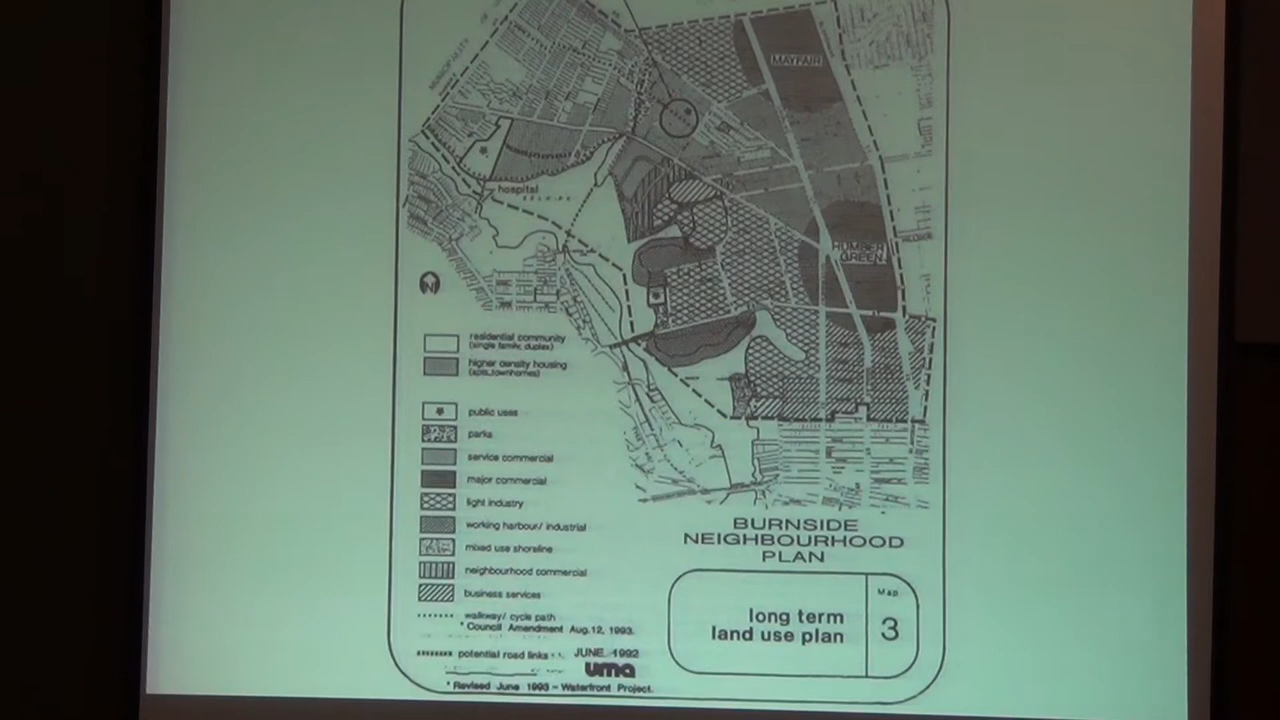 MAYFAIR
hospital
SELKIRK
HUMBER
GREEN
N
residential community
(single family, duplex)
higher density housing
(apts, townhomes)
public uses
parks
service commercial
major commercial
light industry
working harbour/ industrial
mixed use shoreline
neighbourhood commercial
business services
walkway/ cycle path
* Council Amendment Aug. 12, 1993.
potential road links
JUNE 1992
uma
* Revised June 1993 - Waterfront Project.
BURNSIDE
NEIGHBOURHOOD
PLAN
long term
land use plan
Map
3